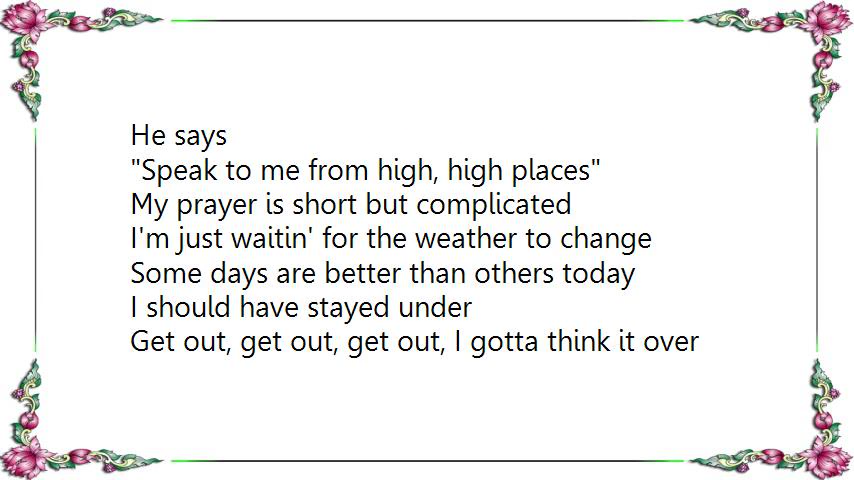 He says
"Speak to me from high, high places"
My prayer is short but complicated
I'm just waitin' for the weather to change
Some days are better than others today
I should have stayed under
Get out, get out, get out, I gotta think it over